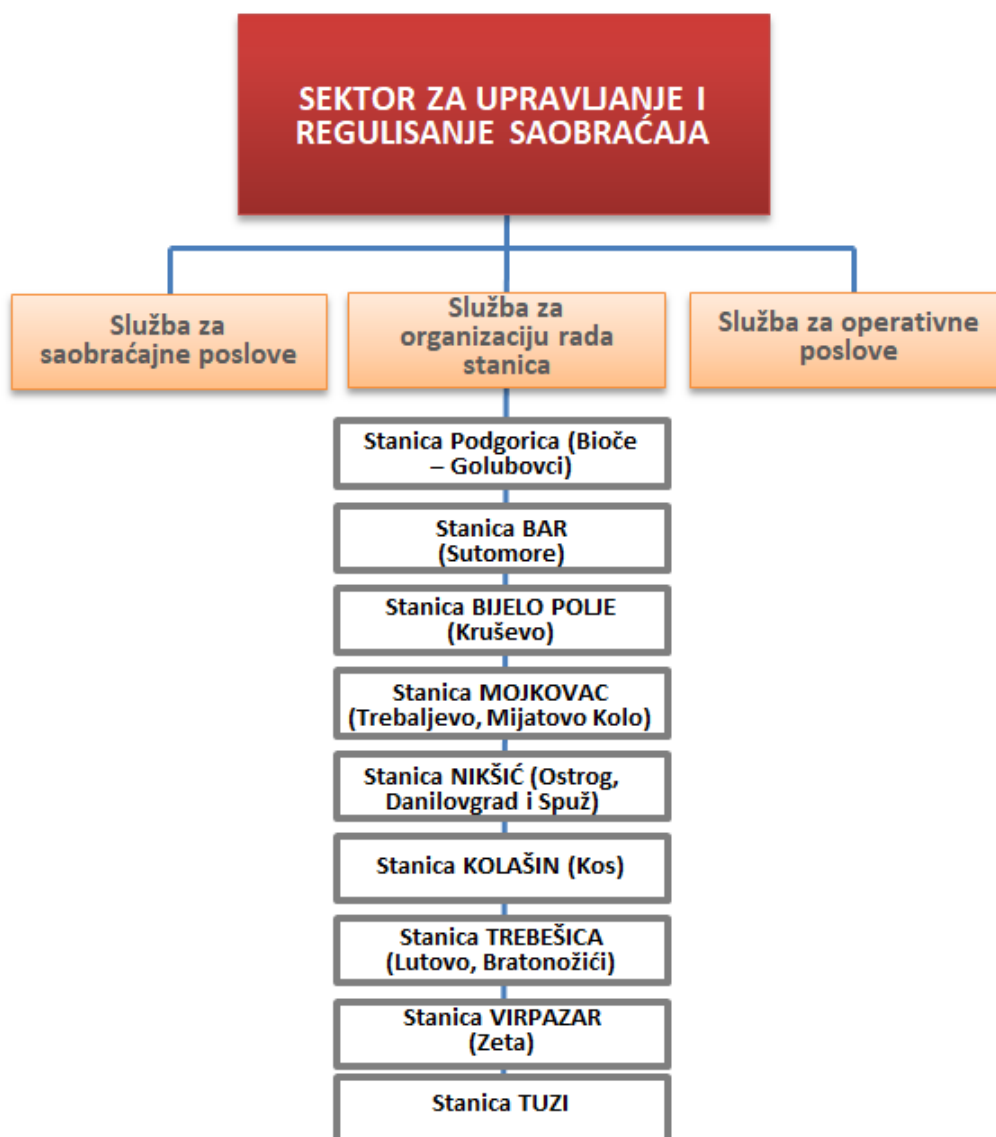 SEKTOR ZA UPRAVLJANJE I
REGULISANJE SAOBRAĆAJA
Služba za
saobraćajne poslove
Služba za
organizaciju rada
stanica
Služba za operativne
poslove
Stanica Podgorica (Bioče
– Golubovci)
Stanica BAR
(Sutomore)
Stanica BIJELO POLJE
(Kruševo)
Stanica MOJKOVAC
(Trebaljevo, Mijatovo Kolo)
Stanica NIKŠIĆ (Ostrog,
Danilovgrad i Spuž)
Stanica KOLAŠIN (Kos)
Stanica TREBEŠICA
(Lutovo, Bratonožići)
Stanica VIRPAZAR
(Zeta)
Stanica TUZI